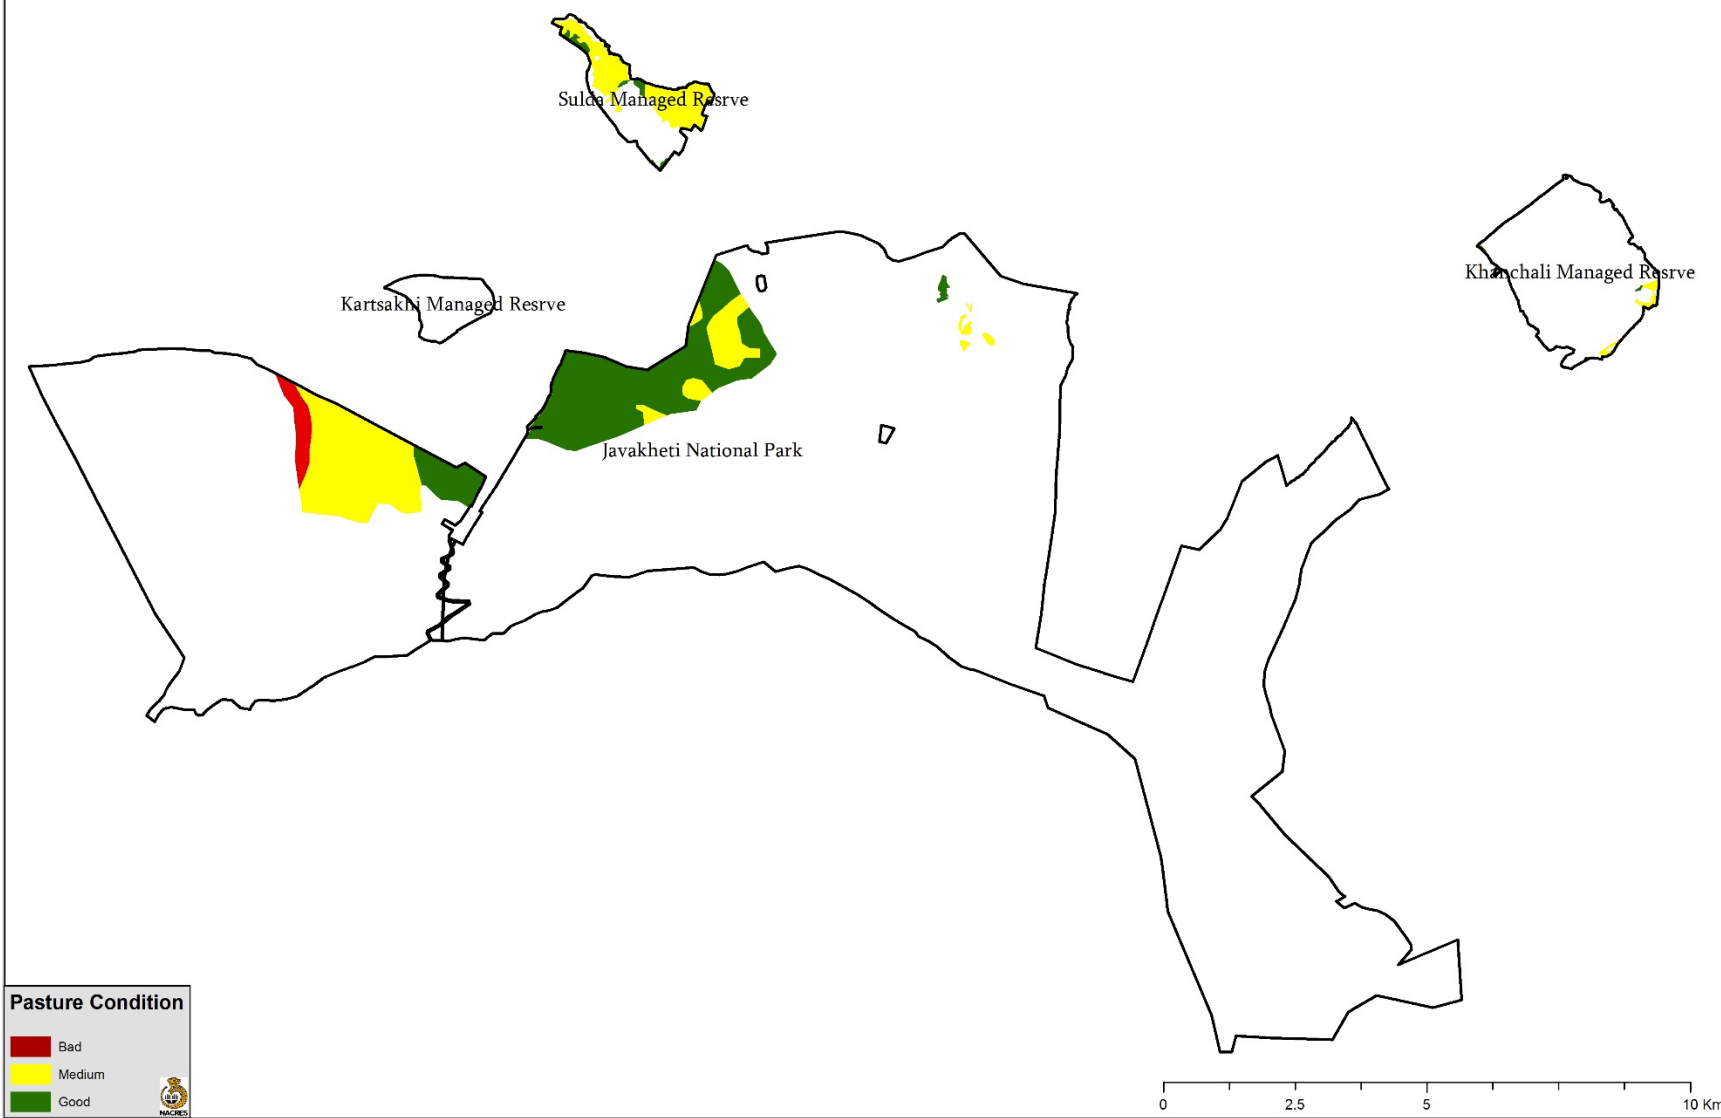 Sulda Managed Resrve
Khanchali Managed Resrve
Kartsakhi Managed Resrve
Javakheti National Park
Pasture Condition
Bad
Medium
Good
NACRES
0 2.5 5 10 Km